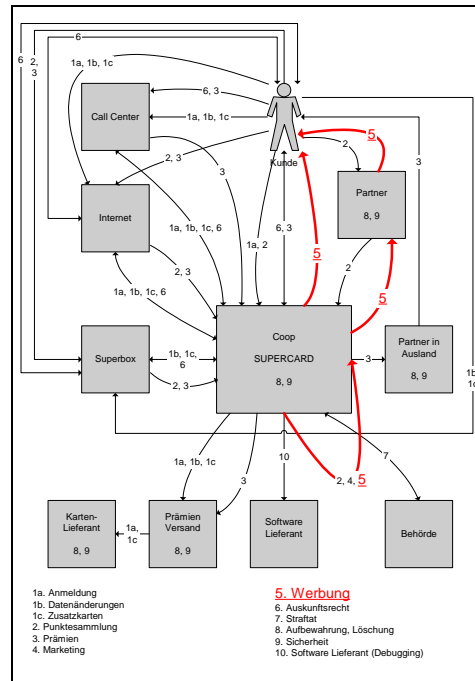 6
2,
3
6
1a, 1b, 1c
6, 3
Call Center
1a, 1b, 1c
5
Kunde
2
3
2, 3
3
Partner
8, 9
Internet
1a, 1b, 1c, 6
1a, 2
6, 3
5
2
5
2, 3
1a, 1b, 1c, 6
Coop
SUPERCARD
8, 9
Partner in
Ausland
8, 9
3
Superbox
1b, 1c,
6
2, 3
1b,
1c
1a, 1b, 1c
3
10
2, 4, 5
7
Karten-
Lieferant
8, 9
1a,
1c
Prämien
Versand
8, 9
Software
Lieferant
Behörde
1a. Anmeldung
1b. Datenänderungen
1c. Zusatzkarten
2. Punktesammlung
3. Prämien
4. Marketing
5. Werbung
6. Auskunftsrecht
7. Straftat
8. Aufbewahrung, Löschung
9. Sicherheit
10. Software Lieferant (Debugging)